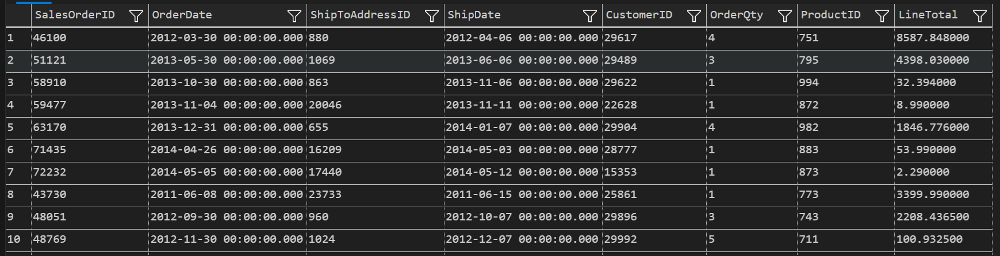 SalesOrderID OrderDate ShipToAddressID ShipDate CustomerID OrderQty ProductID LineTotal
1 46100 2012-03-30 00:00:00.000 880 2012-04-06 00:00:00.000 29617 4 751 8587.848000
2 51121 2013-05-30 00:00:00.000 1069 2013-06-06 00:00:00.000 29489 3 795 4398.030000
3 58910 2013-10-30 00:00:00.000 863 2013-11-06 00:00:00.000 29622 1 994 32.394000
4 59477 2013-11-04 00:00:00.000 20046 2013-11-11 00:00:00.000 22628 1 872 8.990000
5 63170 2013-12-31 00:00:00.000 655 2014-01-07 00:00:00.000 29904 4 982 1846.776000
6 71435 2014-04-26 00:00:00.000 16209 2014-05-03 00:00:00.000 28777 1 883 53.990000
7 72232 2014-05-05 00:00:00.000 17440 2014-05-12 00:00:00.000 15353 1 873 2.290000
8 43730 2011-06-08 00:00:00.000 23733 2011-06-15 00:00:00.000 25861 1 773 3399.990000
9 48051 2012-09-30 00:00:00.000 960 2012-10-07 00:00:00.000 29896 3 743 2208.436500
10 48769 2012-11-30 00:00:00.000 1024 2012-12-07 00:00:00.000 29992 5 711 100.932500